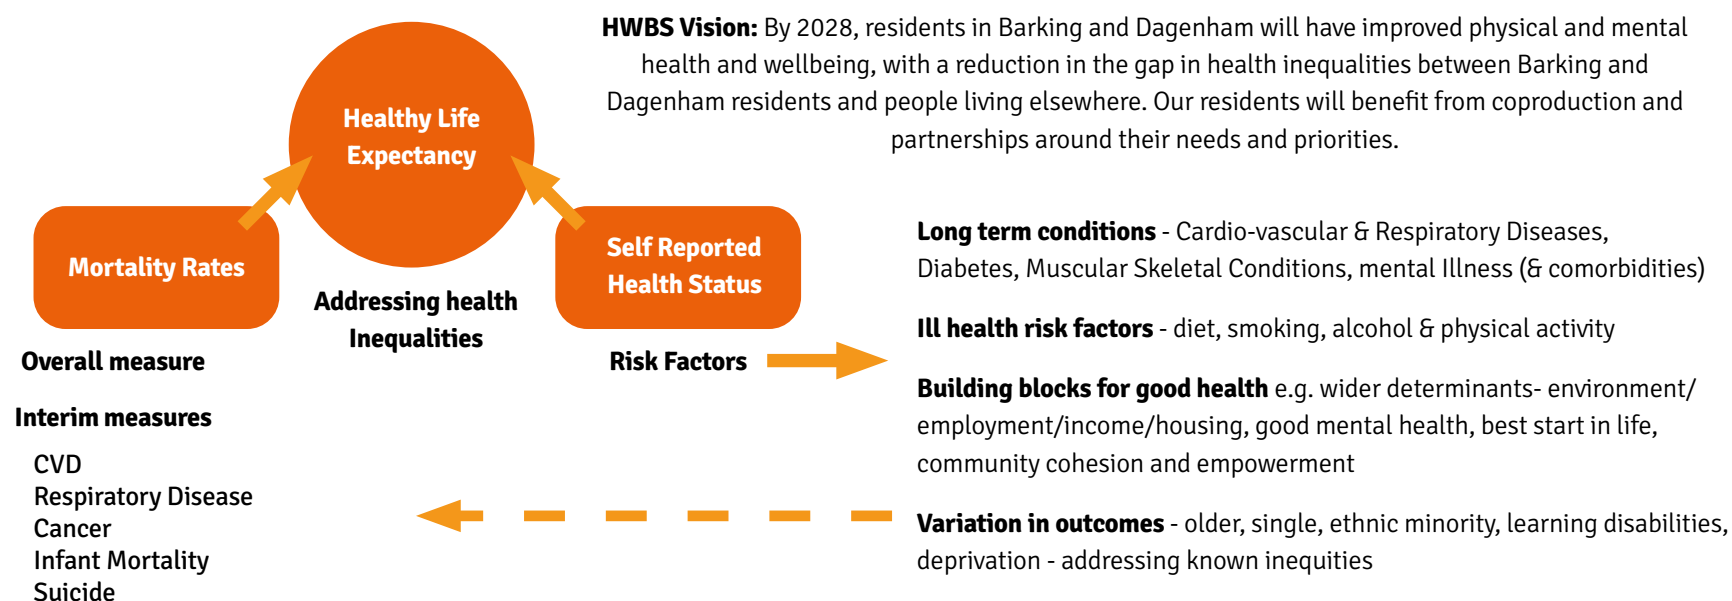 HWBS Vision: By 2028, residents in Barking and Dagenham will have improved physical and mental
health and wellbeing, with a reduction in the gap in health inequalities between Barking and
Dagenham residents and people living elsewhere. Our residents will benefit from coproduction and
partnerships around their needs and priorities.
Healthy Life
Expectancy
Mortality Rates
Self Reported
Health Status
Addressing health
Inequalities
Overall measure
Risk Factors
Interim measures
CVD
Respiratory Disease
Cancer
Infant Mortality
Suicide
Long term conditions - Cardio-vascular & Respiratory Diseases,
Diabetes, Muscular Skeletal Conditions, mental Illness (& comorbidities)
Ill health risk factors - diet, smoking, alcohol & physical activity
Building blocks for good health e.g. wider determinants- environment/
employment/income/housing, good mental health, best start in life,
community cohesion and empowerment
Variation in outcomes - older, single, ethnic minority, learning disabilities,
deprivation - addressing known inequities